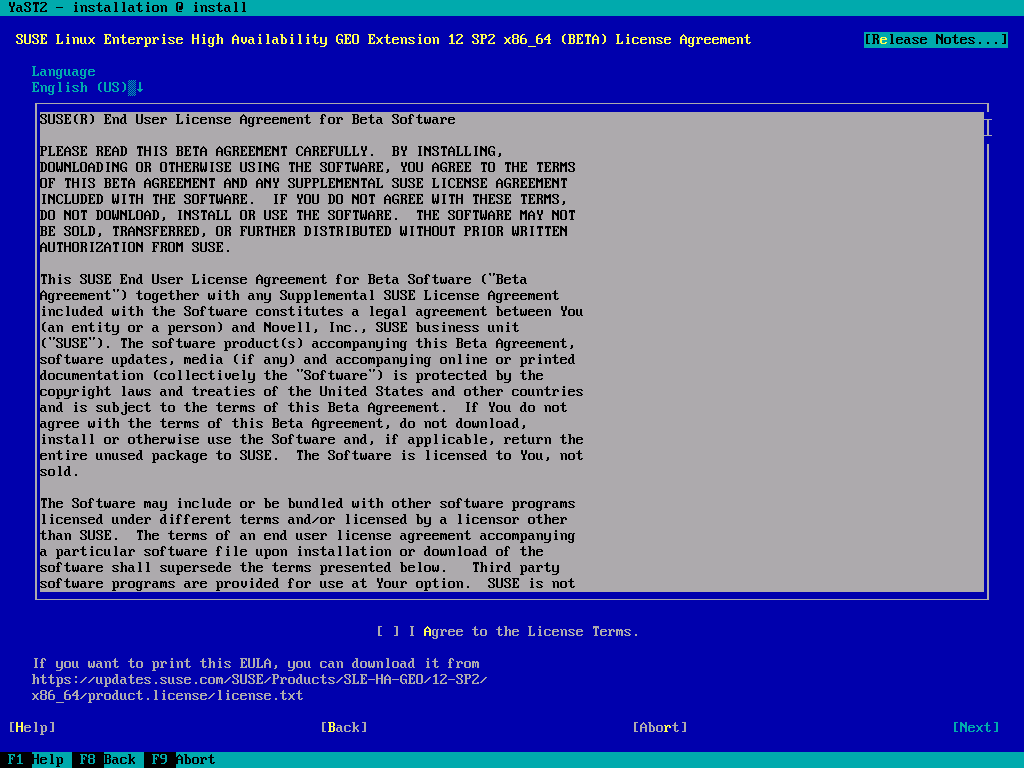 YaST2 - installation @ install
SUSE Linux Enterprise High Availability GEO Extension 12 SP2 x86_64 (BETA) License Agreement [Release Notes...]
Language
English (US)▒↓
SUSE(R) End User License Agreement for Beta Software
PLEASE READ THIS BETA AGREEMENT CAREFULLY.  BY INSTALLING,
DOWNLOADING OR OTHERWISE USING THE SOFTWARE, YOU AGREE TO THE TERMS
OF THIS BETA AGREEMENT AND ANY SUPPLEMENTAL SUSE LICENSE AGREEMENT
INCLUDED WITH THE SOFTWARE.  IF YOU DO NOT AGREE WITH THESE TERMS,
DO NOT DOWNLOAD, INSTALL OR USE THE SOFTWARE.  THE SOFTWARE MAY NOT
BE SOLD, TRANSFERRED, OR FURTHER DISTRIBUTED WITHOUT PRIOR WRITTEN
AUTHORIZATION FROM SUSE.
This SUSE End User License Agreement for Beta Software ("Beta
Agreement") together with any Supplemental SUSE License Agreement
included with the Software constitutes a legal agreement between You
(an entity or a person) and Novell, Inc., SUSE business unit
("SUSE"). The software product(s) accompanying this Beta Agreement,
software updates, media (if any) and accompanying online or printed
documentation (collectively the "Software") is protected by the
copyright laws and treaties of the United States and other countries
and is subject to the terms of this Beta Agreement.  If You do not
agree with the terms of this Beta Agreement, do not download,
install or otherwise use the Software and, if applicable, return the
entire unused package to SUSE.  The Software is licensed to You, not
sold.
The Software may include or be bundled with other software programs
licensed under different terms and/or licensed by a licensor other
than SUSE.  The terms of an end user license agreement accompanying
a particular software file upon installation or download of the
software shall supersede the terms presented below.   Third party
software programs are provided for use at Your option.  SUSE is not
[ ] I Agree to the License Terms.
If you want to print this EULA, you can download it from
https://updates.suse.com/SUSE/Products/SLE-HA-GEO/12-SP2/
x86_64/product.license/license.txt
[Help] [Back] [Abort] [Next]
F1 Help F8 Back F9 Abort